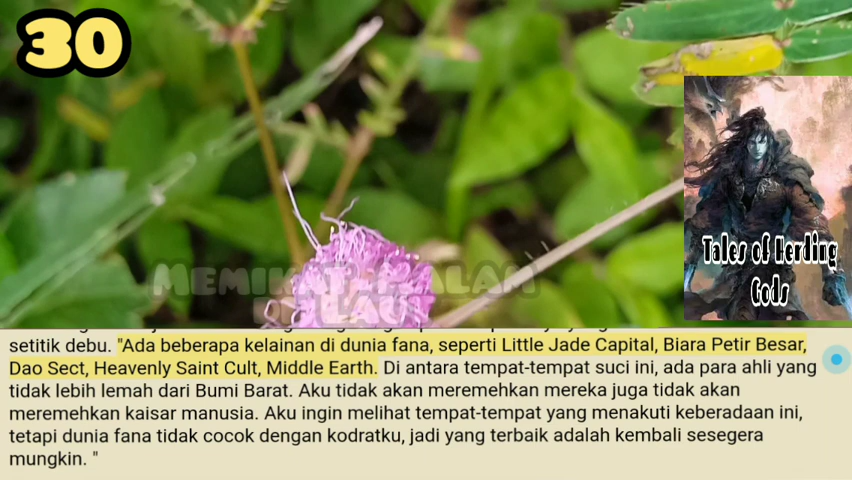 30
Tales of Herding
Gods
MEMIKAT MALAM
setitik debu. "Ada beberapa kelainan di dunia fana, seperti Little Jade Capital, Biara Petir Besar,
Dao Sect, Heavenly Saint Cult, Middle Earth. Di antara tempat-tempat suci ini, ada para ahli yang
tidak lebih lemah dari Bumi Barat. Aku tidak akan meremehkan mereka juga tidak akan
meremehkan kaisar manusia. Aku ingin melihat tempat-tempat yang menakuti keberadaan ini,
tetapi dunia fana tidak cocok dengan kodratku, jadi yang terbaik adalah kembali sesegera
mungkin. "